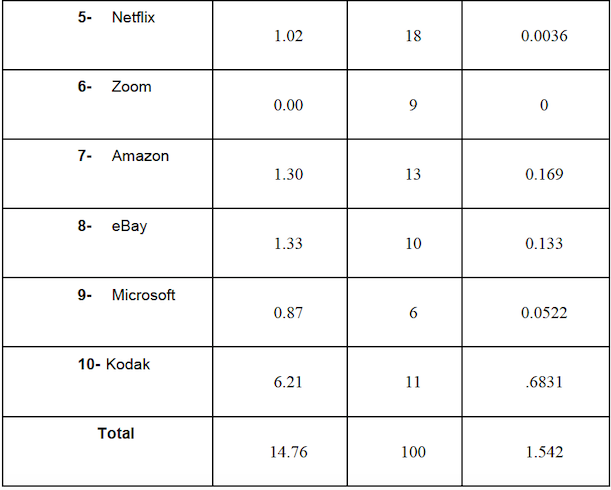 5- Netflix 1.02 18 0.0036
6- Zoom 0.00 9 0
7- Amazon 1.30 13 0.169
8- eBay 1.33 10 0.133
9- Microsoft 0.87 6 0.0522
10- Kodak 6.21 11 .6831
Total 14.76 100 1.542